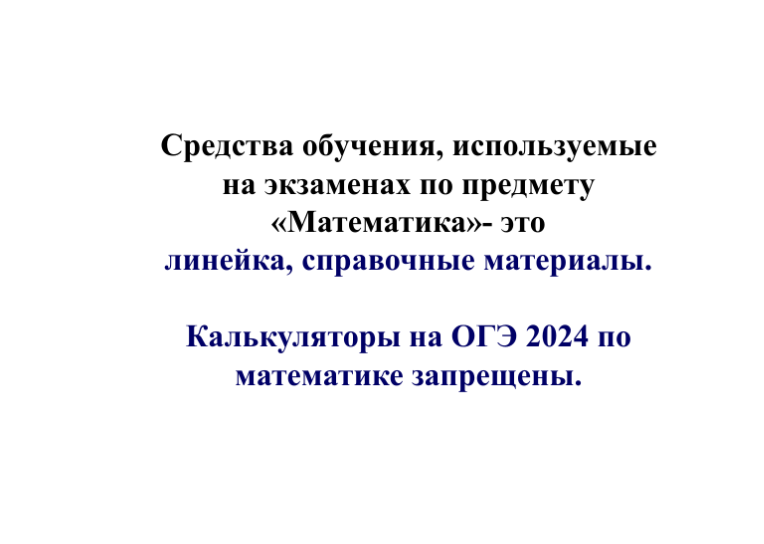 Средства обучения, используемые
на экзаменах по предмету
«Математика»- это
линейка, справочные материалы.
Калькуляторы на ОГЭ 2024 по
математике запрещены.